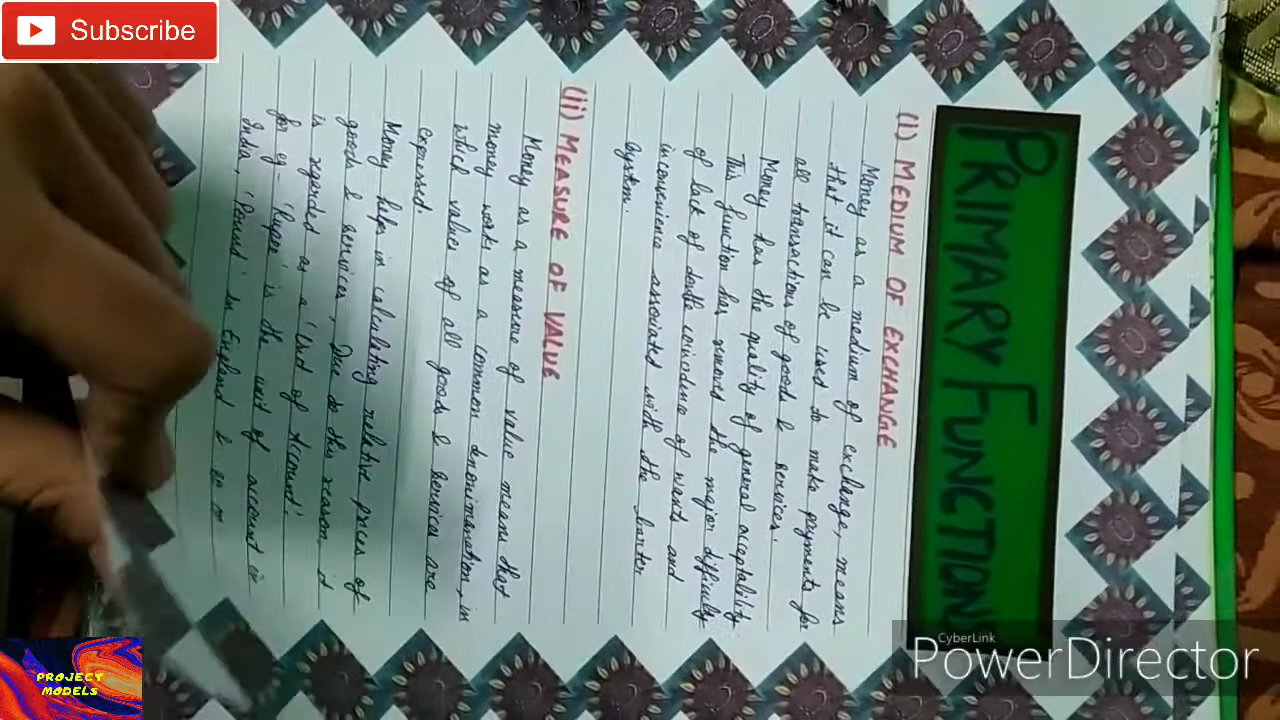 Subscribe
PRIMARY FUNCTIONS
(i) MEDIUM OF EXCHANGE
Money as a medium of exchange, means
that it can be used to make payments for
all transactions of goods & services.
Money has the quality of general acceptability.
This function has the major difficulty
of lack of double coincidence of wants and
inconvenience associated with the barter
System.
(ii) MEASURE OF VALUE
Money as a measure of value means that
money works as a common denomination, in
which values of all goods & services are
expressed.
Money helps in calculating relative prices of
goods & services, Due to this reason, it
is regarded as a 'Unit of Account'.
for eg- 'Rupee' is the unit of account in
India, 'Pound' in England & so on
PROJECT
MODELS
CyberLink
PowerDirector